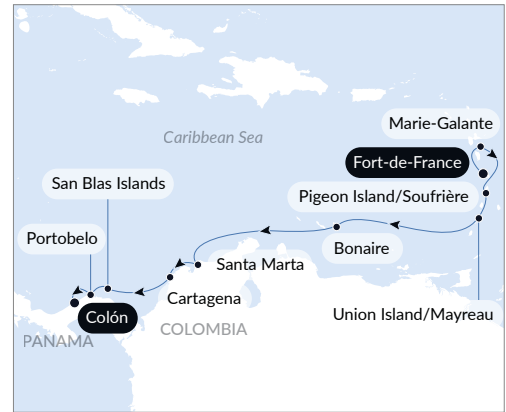 Marie-Galante
Caribbean Sea
Fort-de-France
San Blas Islands
Pigeon Island/Soufrière
Portobelo
Bonaire
Santa Marta
Cartagena
Union Island/Mayreau
Colón
COLOMBIA
PANAMA